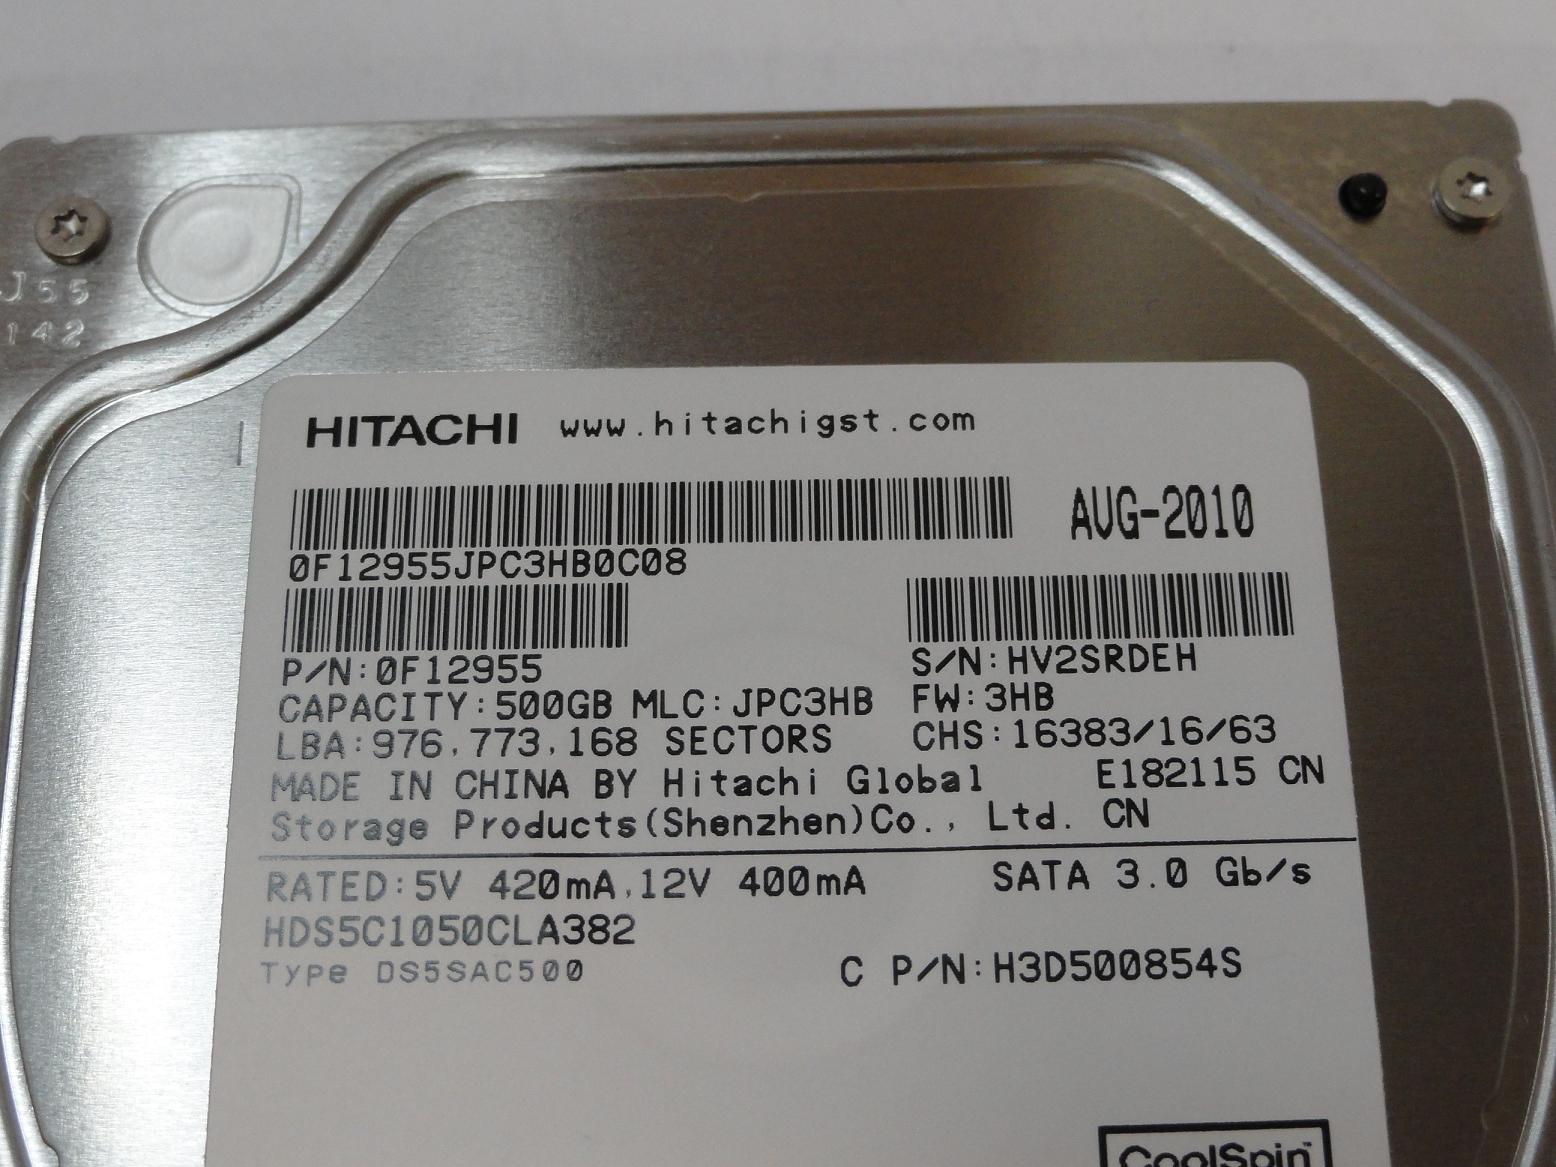 J55
142
HITACHI www.hitachigst.com
AUG-2010
0F12955JPC3HB0C08
P/N:0F12955 S/N:HV2SRDEH
CAPACITY:500GB MLC:JPC3HB FW:3HB
LBA:976,773,168 SECTORS CHS:16383/16/63
MADE IN CHINA BY Hitachi Global E182115 CN
Storage Products(Shenzhen)Co., Ltd. CN
RATED:5V 420mA,12V 400mA SATA 3.0 Gb/s
HDS5C1050CLA382
Type DS5SAC500 C P/N:H3D500854S
CoolSpin™